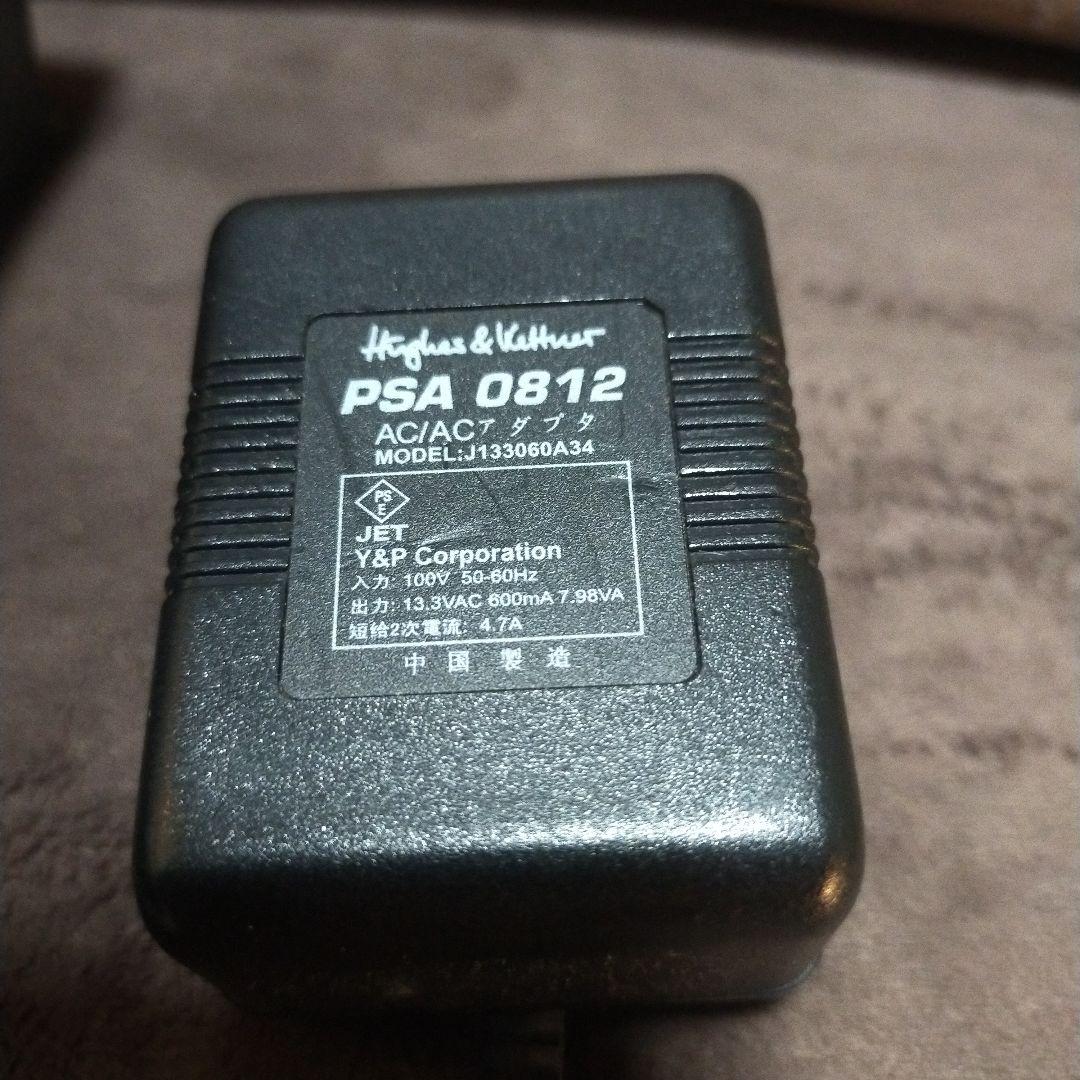 Hughes & Kettner
PSA 0812
AC/ACアダプタ
MODEL:J133060A34
PS
E
JET
Y&P Corporation
入力: 100V 50-60Hz
出力: 13.3VAC 600mA 7.98VA
短给2次電流: 4.7A
中国製造